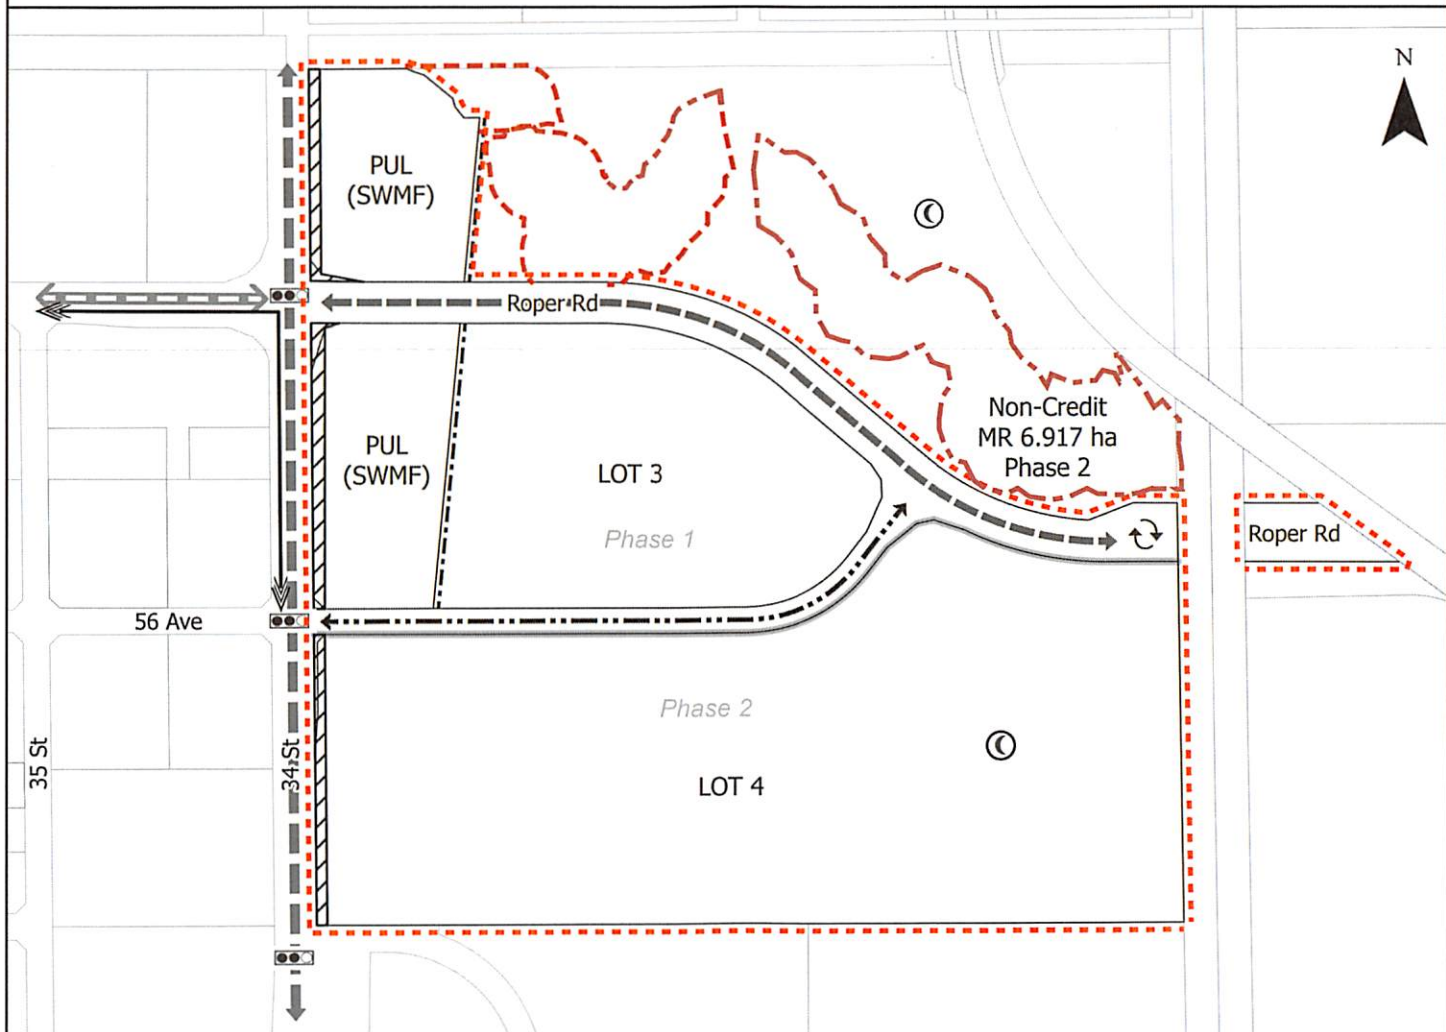 N
PUL
(SWMF)
Roper Rd
Non-Credit
MR 6.917 ha
Phase 2
PUL
(SWMF)
LOT 3
Phase 1
Roper Rd
56 Ave
Phase 2
35 St
34 St
LOT 4